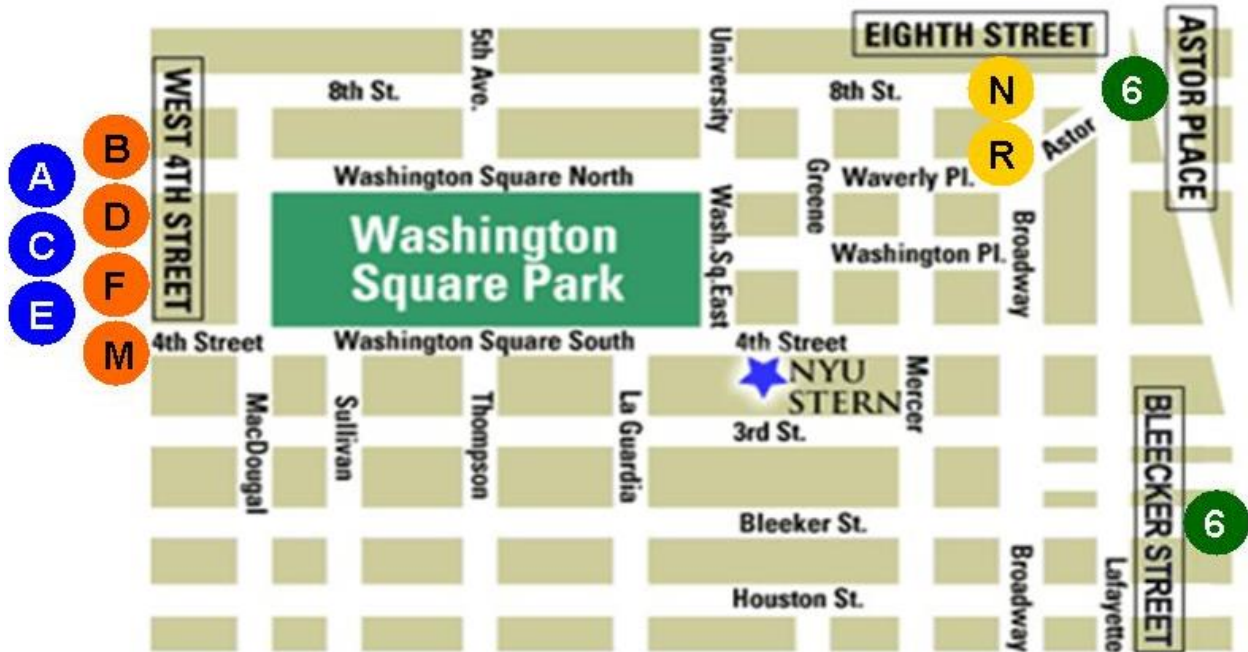 EIGHTH STREET
ASTOR PLACE
5th Ave.
University
WEST 4TH STREET
8th St.
8th St.
N
6
B
R
Astor
A
Washington Square North
Greene
Waverly Pl.
D
Washington
Square Park
Wash.Sq.East
Broadway
C
Washington Pl.
F
E
M
4th Street
Washington Square South
4th Street
NYU
STERN
Mercer
MacDougal
Sullivan
Thompson
La Guardia
3rd St.
BLEECKER STREET
6
Bleeker St.
Broadway
Lafayette
Houston St.